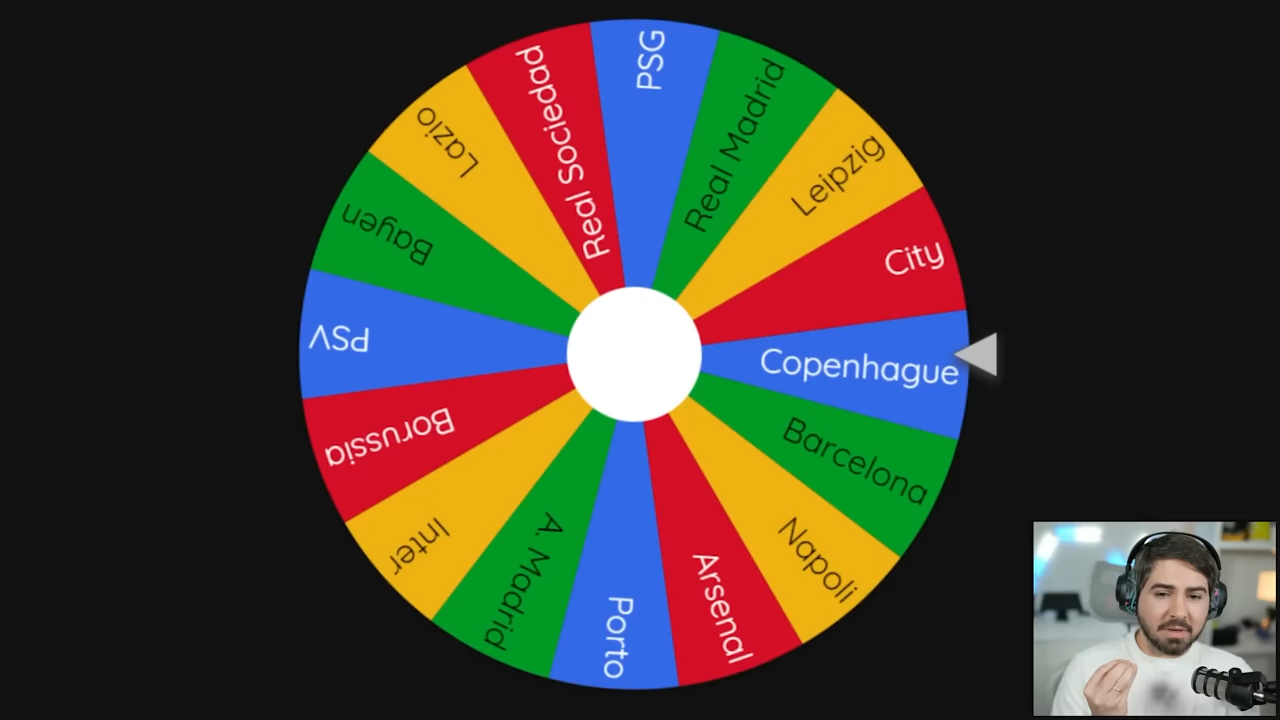 PSG
Real Madrid
Leipzig
City
Copenhague
Barcelona
Napoli
Arsenal
Porto
A. Madrid
Inter
Borussia
PSV
Bayen
Lazio
Real Sociedad